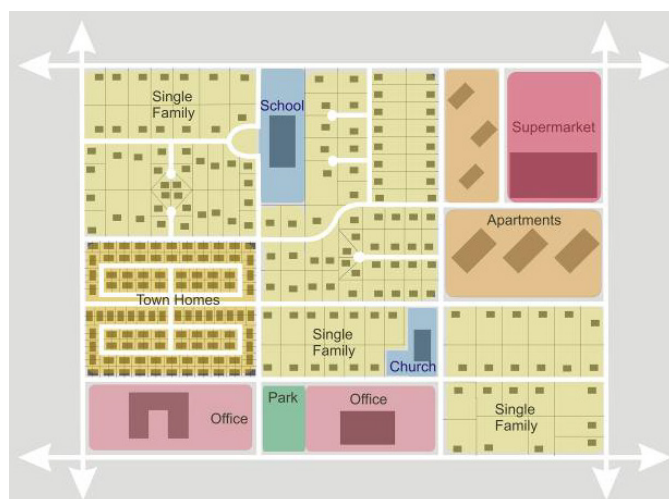 Single
Family
School
Supermarket
Apartments
Town Homes
Single
Family
Church
Office
Park
Office
Single
Family